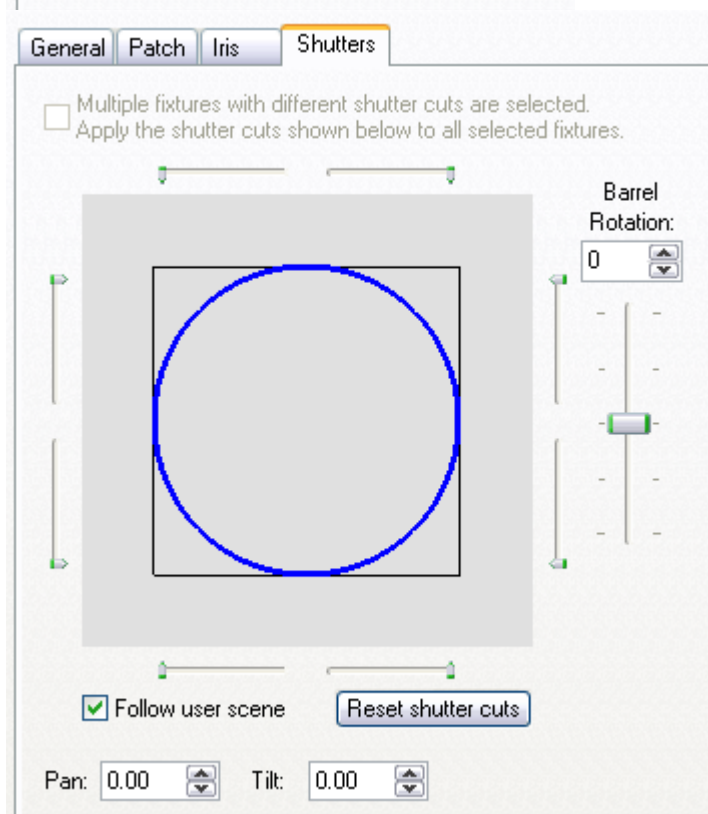 General Patch Iris Shutters
Multiple fixtures with different shutter cuts are selected.
Apply the shutter cuts shown below to all selected fixtures.
Barrel
Rotation:
0
Follow user scene Reset shutter cuts
Pan: 0.00 Tilt: 0.00